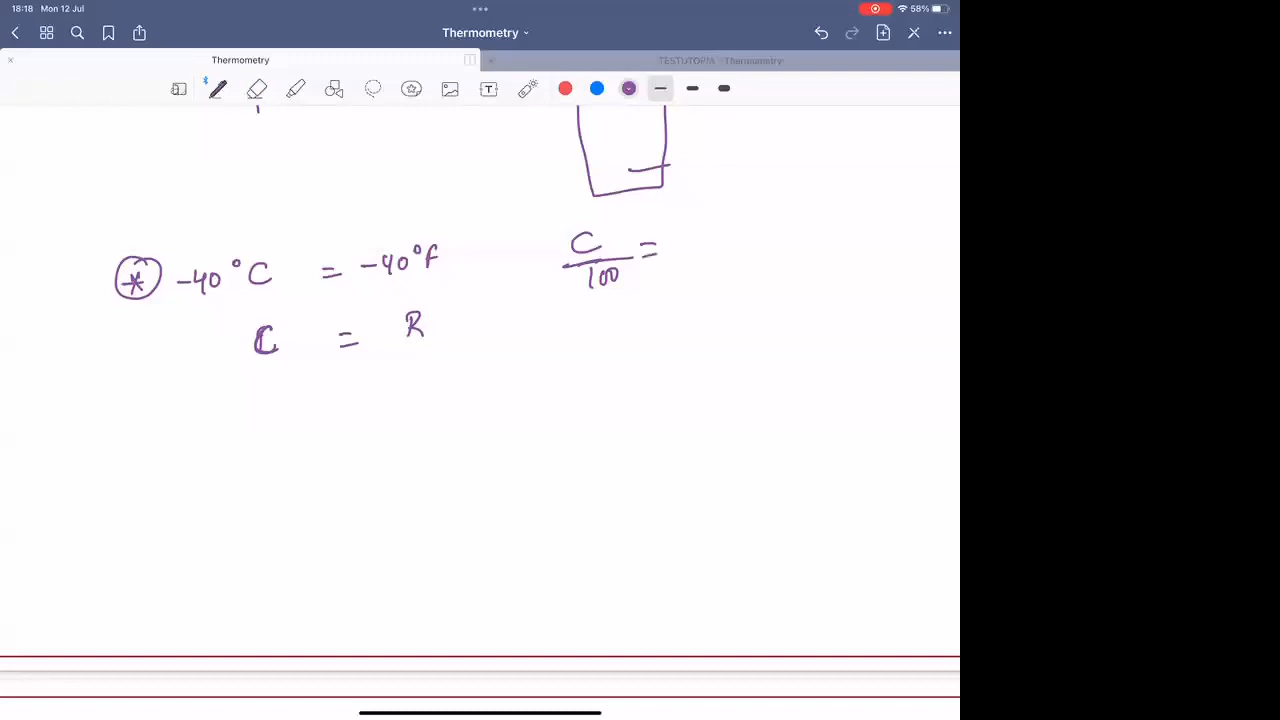 18:18 Mon 12 Jul
58%
Thermometry
Thermometry
TESTUTOPIA - Thermometry
T
-40°C = -40°F
C = R
C/100 =